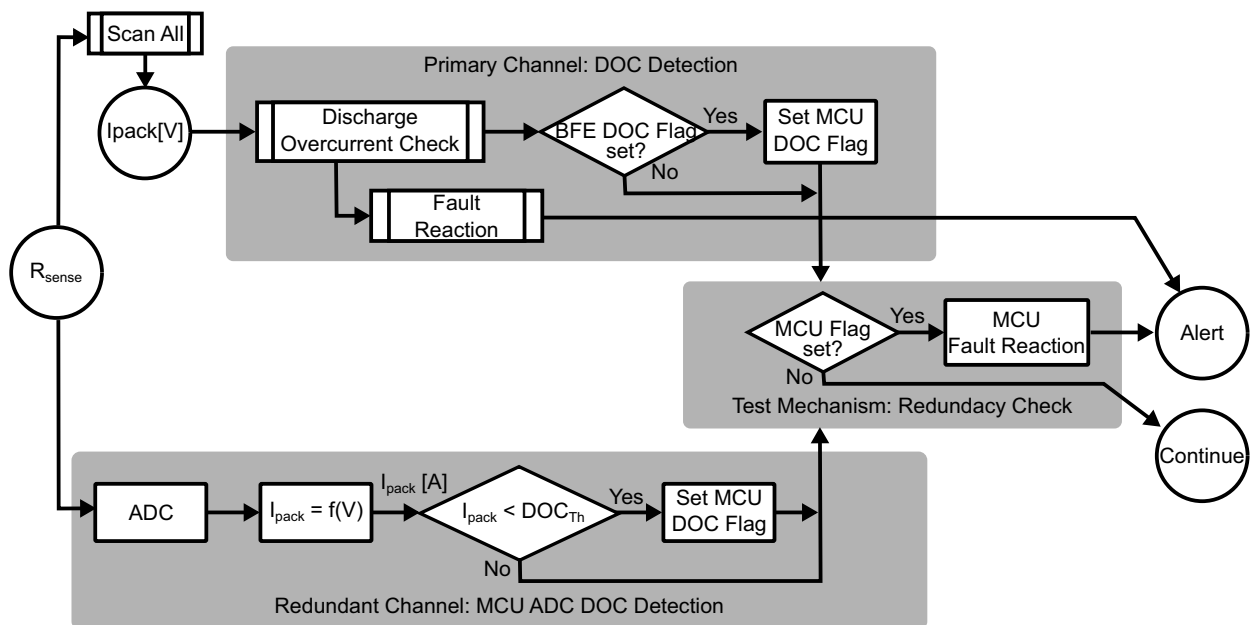 Scan All
Primary Channel: DOC Detection
Ipack[V]
Discharge
Overcurrent Check
BFE DOC Flag
set?
Yes
No
Set MCU
DOC Flag
Fault
Reaction
R_sense
MCU Flag
set?
Yes
No
MCU
Fault Reaction
Alert
Test Mechanism: Redundacy Check
Continue
ADC
I_pack = f(V)
I_pack [A]
I_pack < DOC_Th
Yes
No
Set MCU
DOC Flag
Redundant Channel: MCU ADC DOC Detection